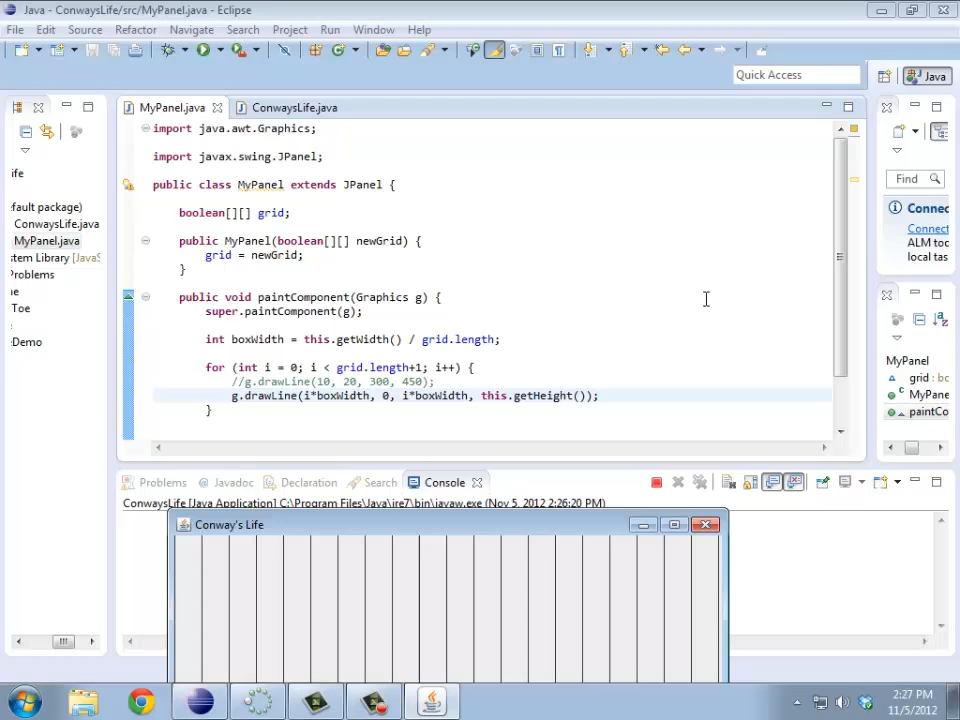 Java - ConwaysLife/src/MyPanel.java - Eclipse
File Edit Source Refactor Navigate Search Project Run Window Help
Quick Access
Java
MyPanel.java
ConwaysLife.java
import java.awt.Graphics;
import javax.swing.JPanel;
public class MyPanel extends JPanel {
boolean[][] grid;
public MyPanel(boolean[][] newGrid) {
grid = newGrid;
}
public void paintComponent(Graphics g) {
super.paintComponent(g);
int boxWidth = this.getWidth() / grid.length;
for (int i = 0; i < grid.length+1; i++) {
//g.drawLine(10, 20, 300, 450);
g.drawLine(i*boxWidth, 0, i*boxWidth, this.getHeight());
}
ife
efault package)
ConwaysLife.java
MyPanel.java
stem Library [JavaS
Problems
ne
Toe
Demo
Find
Connec
Connect
ALM too
local tas
MyPanel
grid : bo
MyPane
paintCo
Problems
@ Javadoc
Declaration
Search
Console
ConwaysLife [Java Application] C:\Program Files\Java\jre7\bin\javaw.exe (Nov 5, 2012 2:26:20 PM)
Conway's Life
2:27 PM
11/5/2012